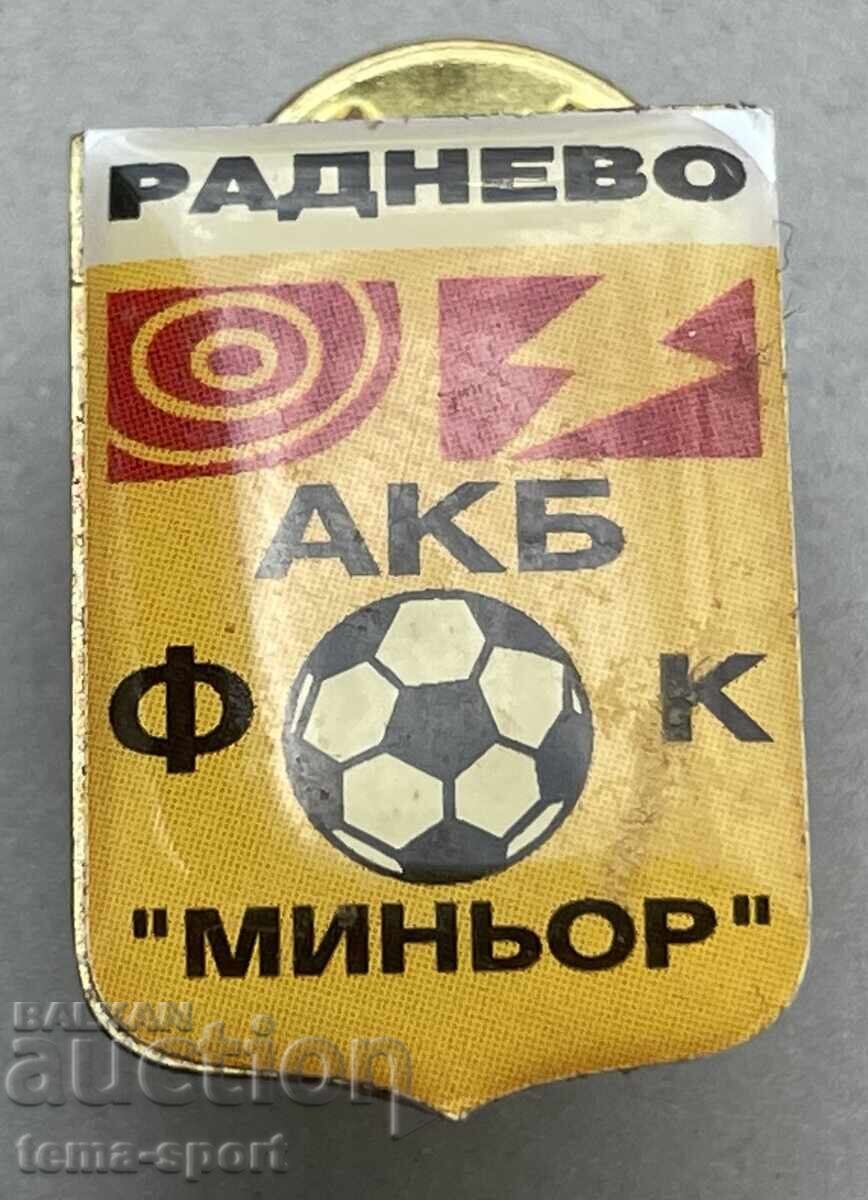 РАДНЕВО
АКБ
Ф К
"МИНЬОР"
BALKAN
auction
tema-sport